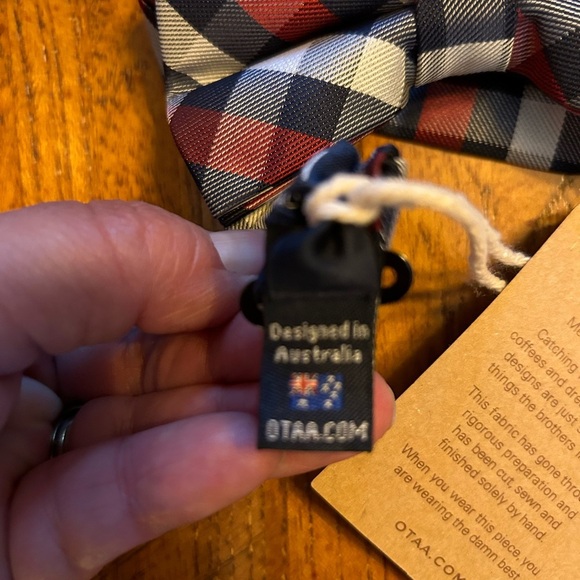 Designed in
Australia
OTAA.COM
Catching
coffees and dre
designs, are just
things the brothers
This fabric has gone thro
rigorous preparation and
has been cut, sewn and
finished solely by hand.
When you wear this piece, you
are wearing the damn best.
OTAA.COM